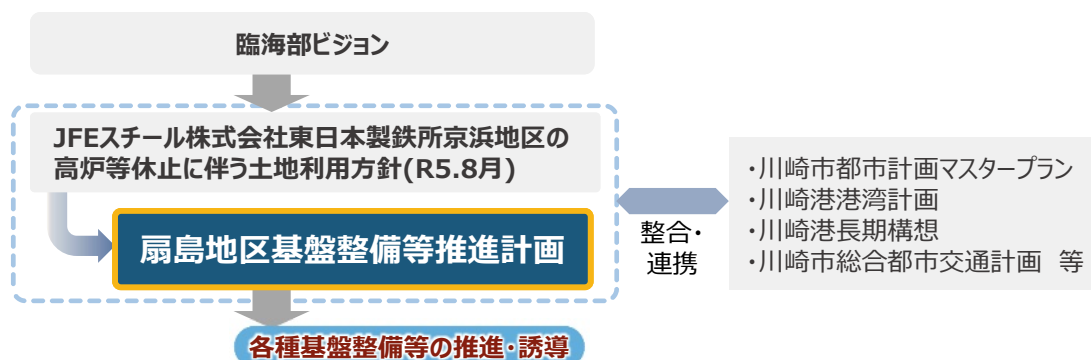 臨海部ビジョン
JFEスチール株式会社東日本製鉄所京浜地区の
高炉等休止に伴う土地利用方針(R5.8月)
扇島地区基盤整備等推進計画
整合・
連携
・川崎市都市計画マスタープラン
・川崎港港湾計画
・川崎港長期構想
・川崎市総合都市交通計画 等
各種基盤整備等の推進・誘導